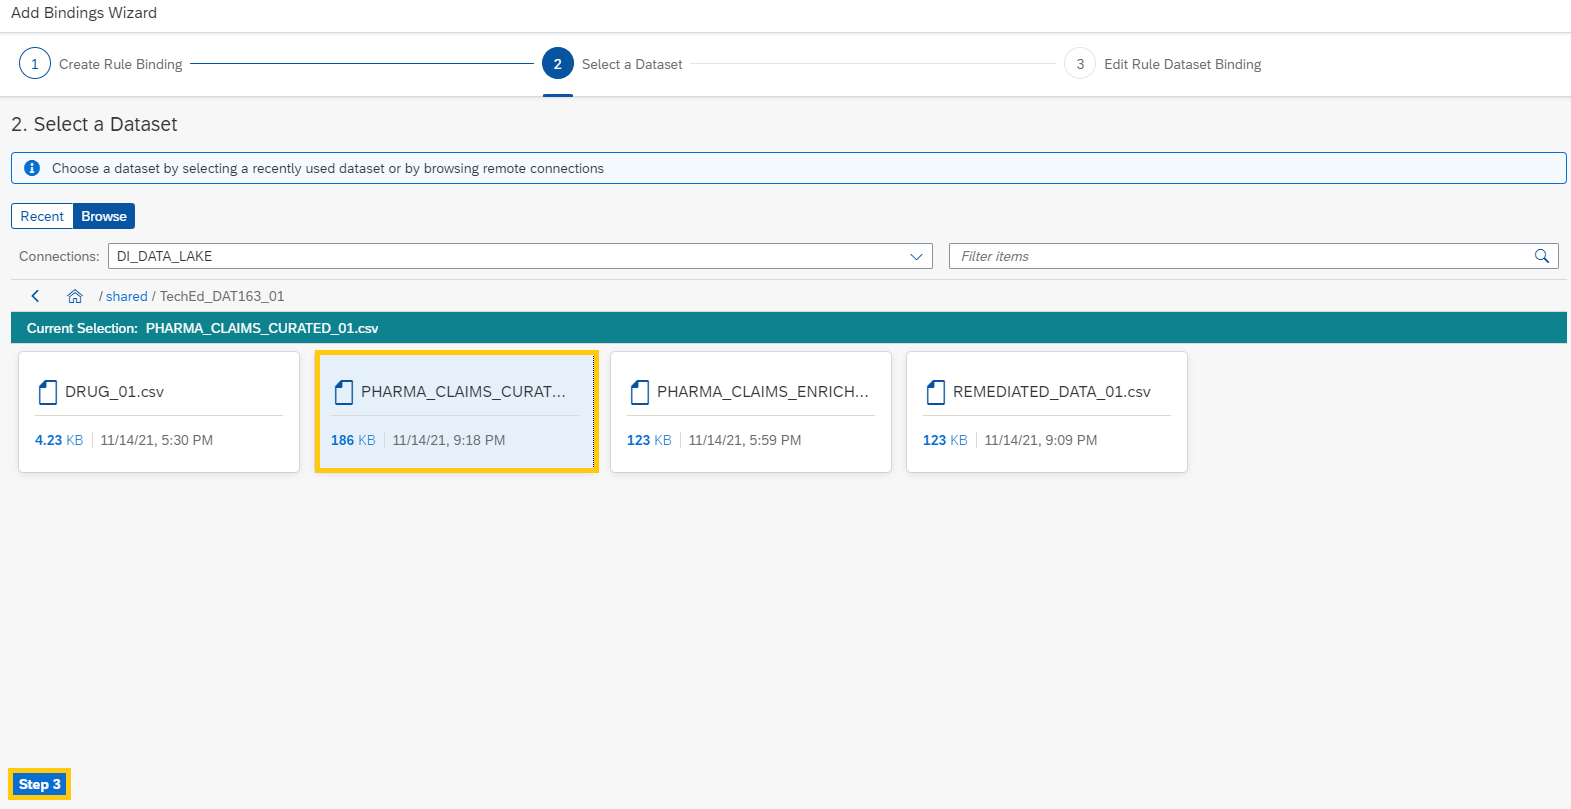 Add Bindings Wizard
1 Create Rule Binding 2 Select a Dataset 3 Edit Rule Dataset Binding
2. Select a Dataset
Choose a dataset by selecting a recently used dataset or by browsing remote connections
Recent Browse
Connections: DI_DATA_LAKE Filter items
/ shared / TechEd_DAT163_01
Current Selection: PHARMA_CLAIMS_CURATED_01.csv
DRUG_01.csv PHARMA_CLAIMS_CURAT... PHARMA_CLAIMS_ENRICH... REMEDIATED_DATA_01.csv
4.23 KB 11/14/21, 5:30 PM 186 KB 11/14/21, 9:18 PM 123 KB 11/14/21, 5:59 PM 123 KB 11/14/21, 9:09 PM
Step 3